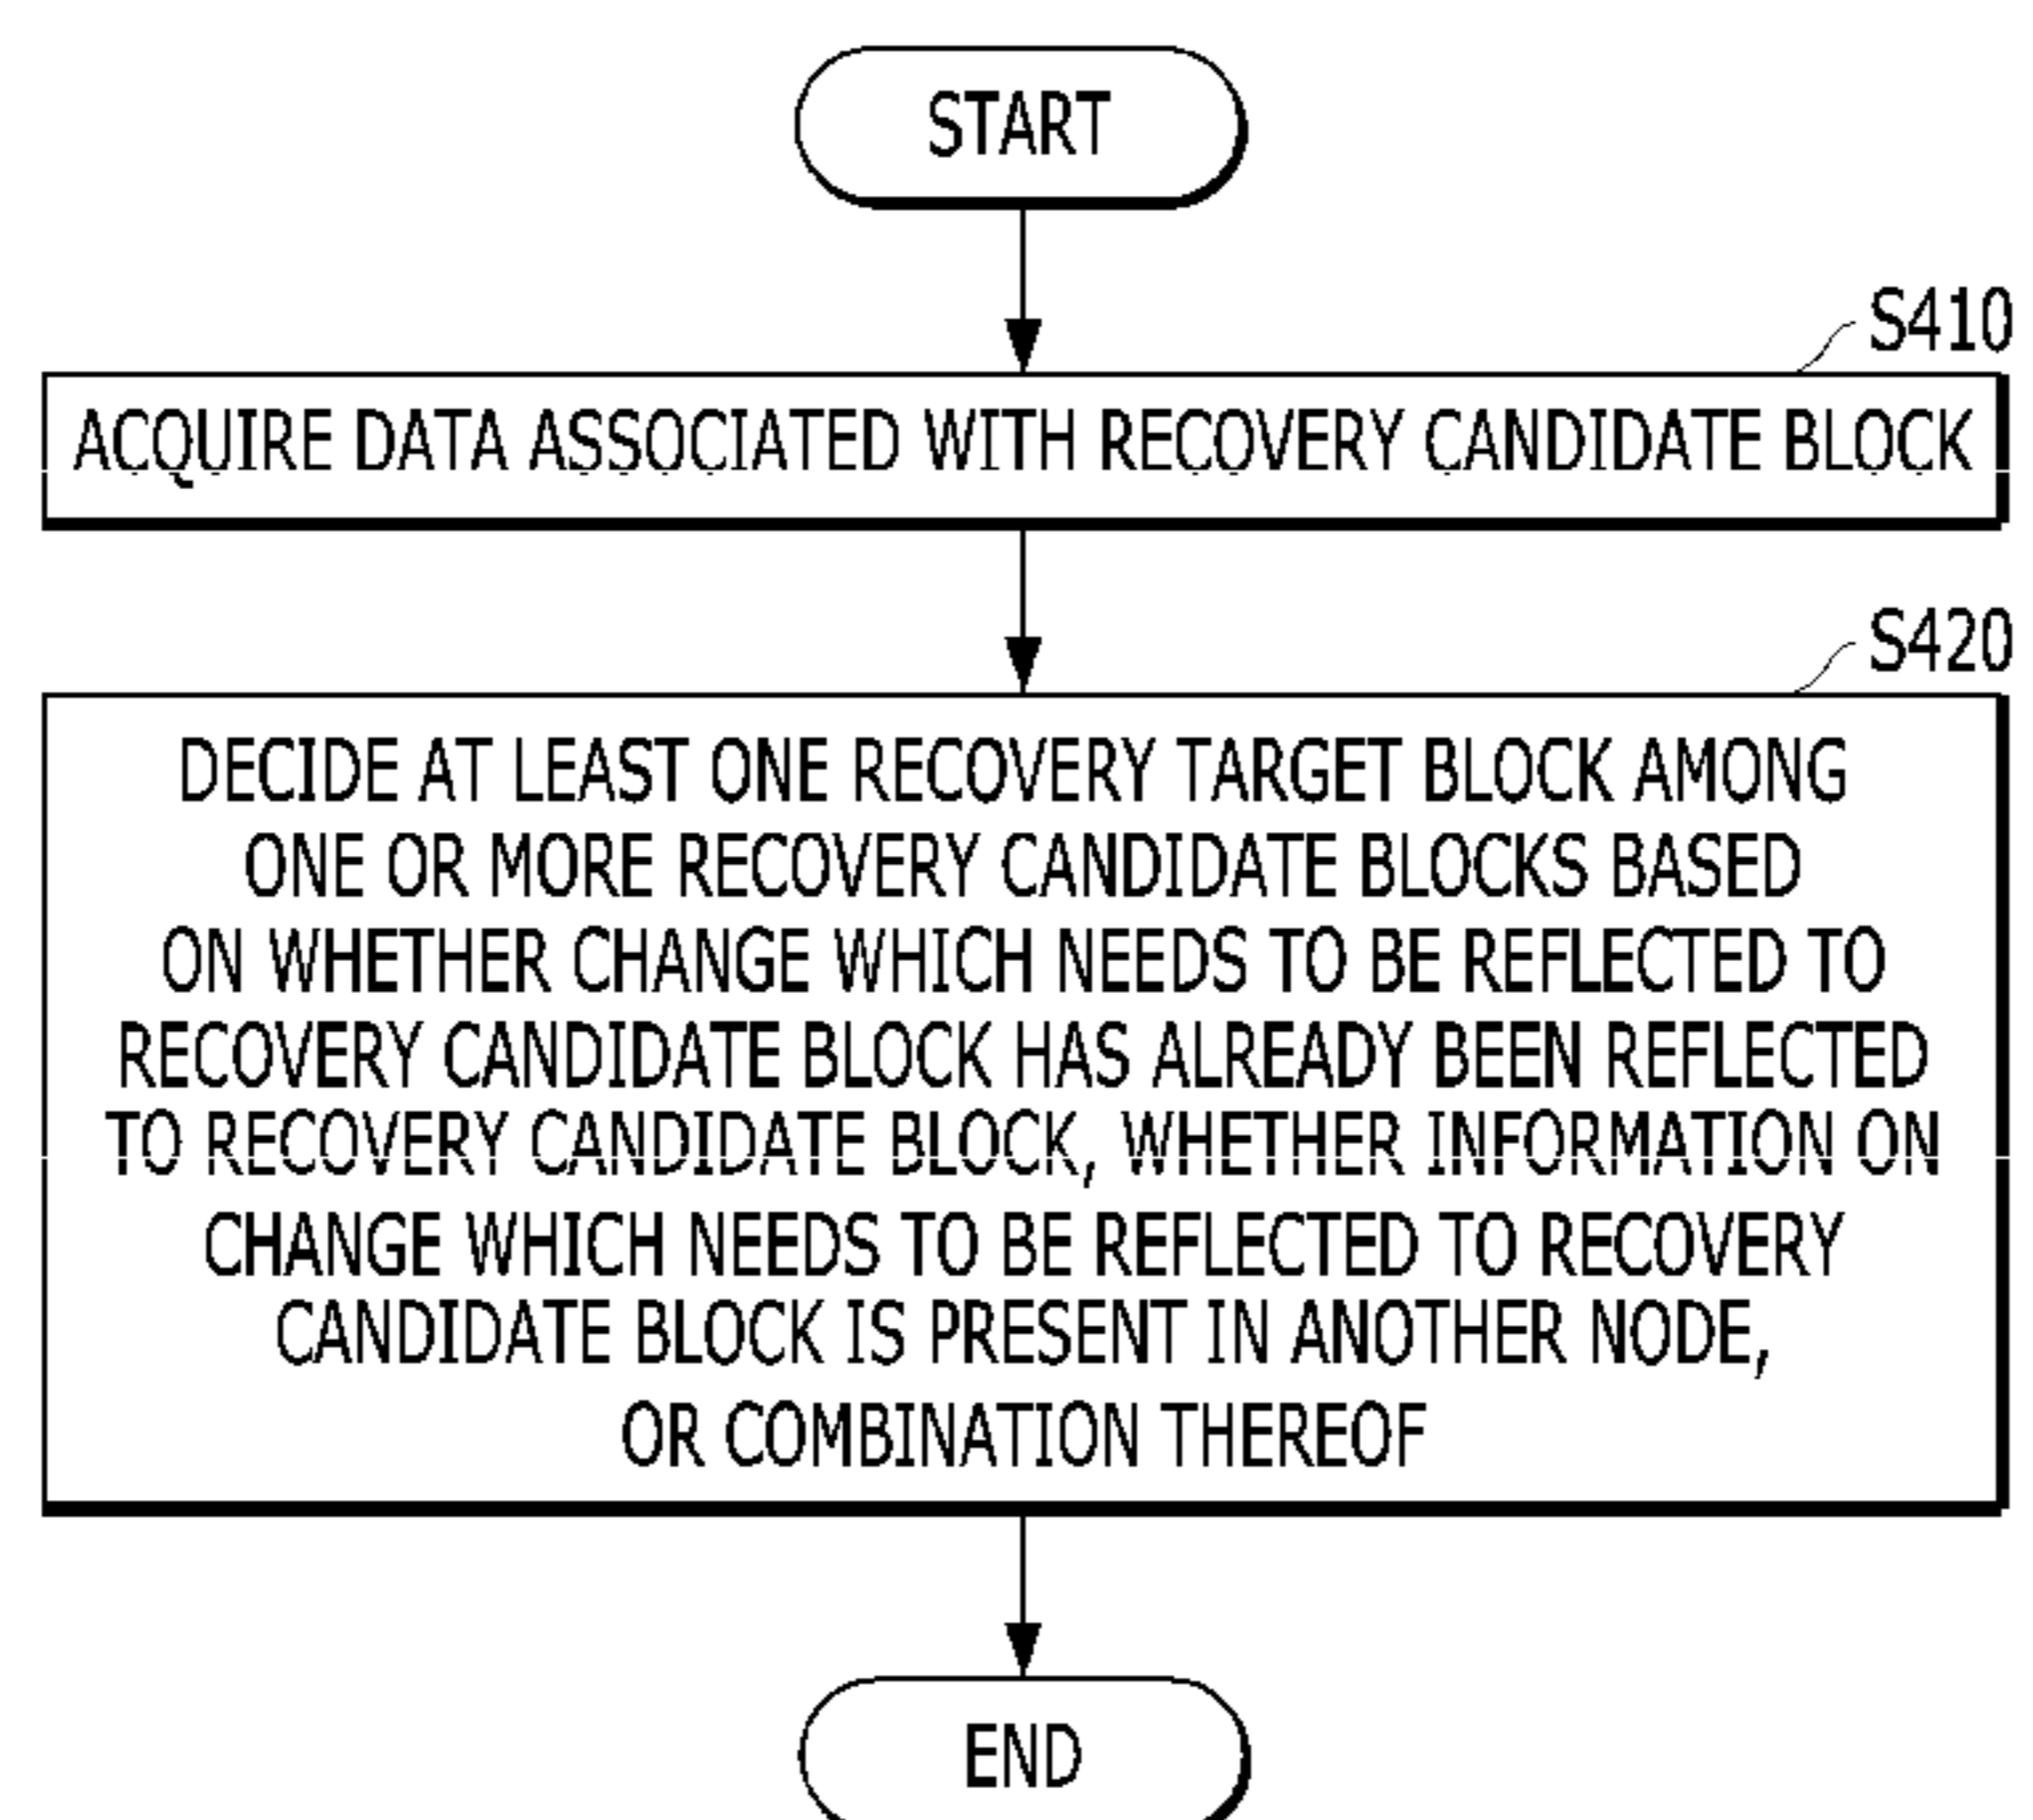 START
S410
ACQUIRE DATA ASSOCIATED WITH RECOVERY CANDIDATE BLOCK
S420
DECIDE AT LEAST ONE RECOVERY TARGET BLOCK AMONG
ONE OR MORE RECOVERY CANDIDATE BLOCKS BASED
ON WHETHER CHANGE WHICH NEEDS TO BE REFLECTED TO
RECOVERY CANDIDATE BLOCK HAS ALREADY BEEN REFLECTED
TO RECOVERY CANDIDATE BLOCK, WHETHER INFORMATION ON
CHANGE WHICH NEEDS TO BE REFLECTED TO RECOVERY
CANDIDATE BLOCK IS PRESENT IN ANOTHER NODE,
OR COMBINATION THEREOF
END